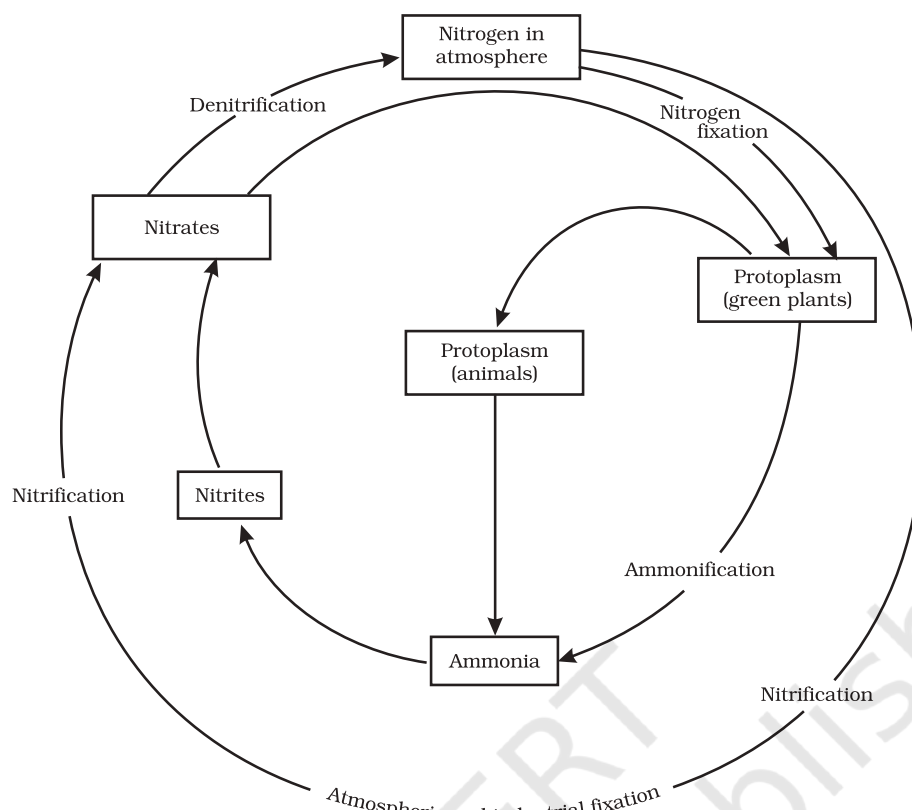 Nitrogen in
atmosphere
Denitrification
Nitrogen
fixation
Nitrates
Protoplasm
(green plants)
Protoplasm
(animals)
Nitrification
Nitrites
Ammonification
Ammonia
Nitrification
fixation